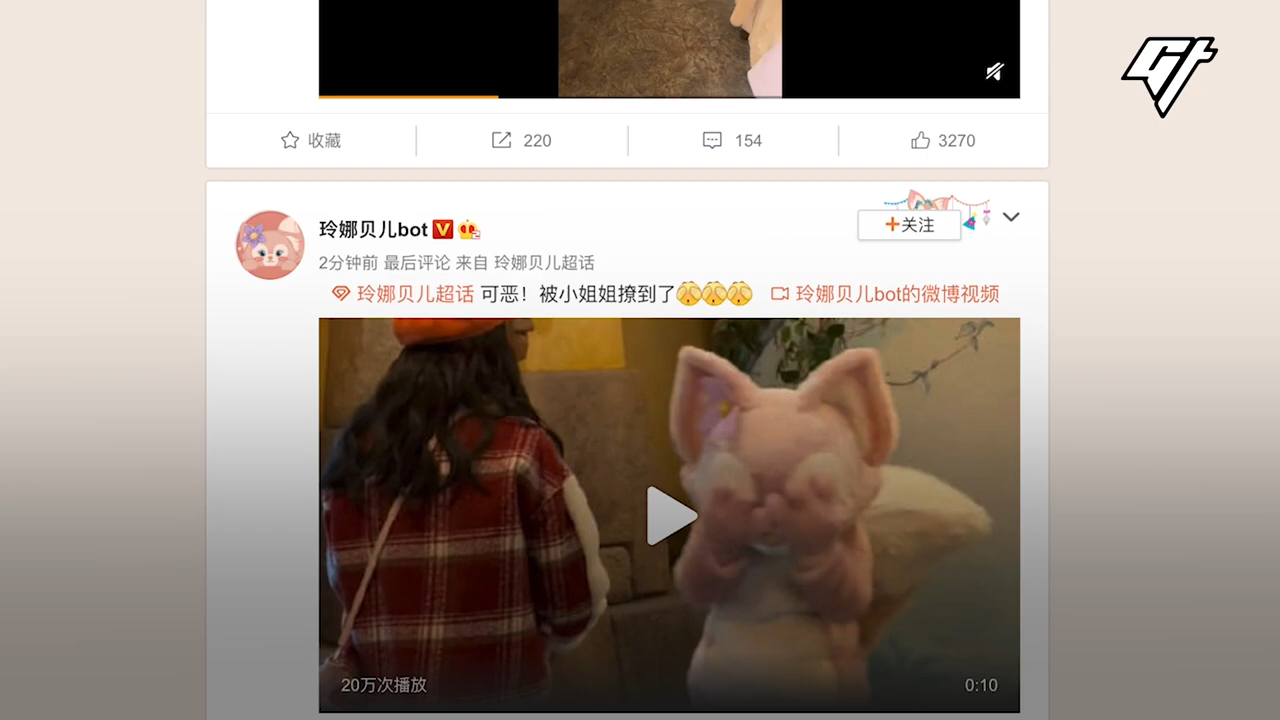 收藏
220
154
3270
玲娜贝儿bot
+关注
2分钟前 最后评论 来自 玲娜贝儿超话
玲娜贝儿超话 可恶！被小姐姐撩到了 玲娜贝儿bot的微博视频
20万次播放
0:10